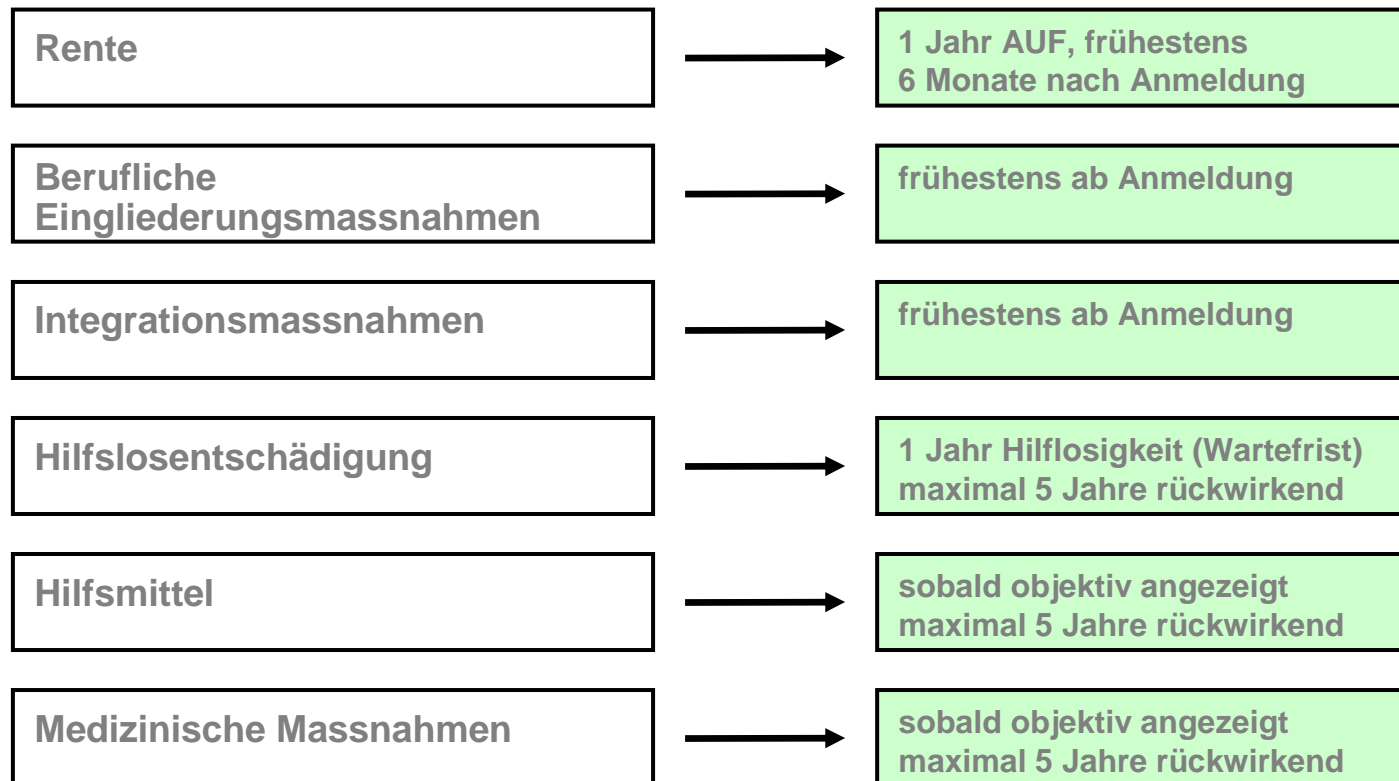 Rente
1 Jahr AUF, frühestens
6 Monate nach Anmeldung
Berufliche
Eingliederungsmassnahmen
frühestens ab Anmeldung
Integrationsmassnahmen
frühestens ab Anmeldung
Hilfslosentschädigung
1 Jahr Hilflosigkeit (Wartefrist)
maximal 5 Jahre rückwirkend
Hilfsmittel
sobald objektiv angezeigt
maximal 5 Jahre rückwirkend
Medizinische Massnahmen
sobald objektiv angezeigt
maximal 5 Jahre rückwirkend